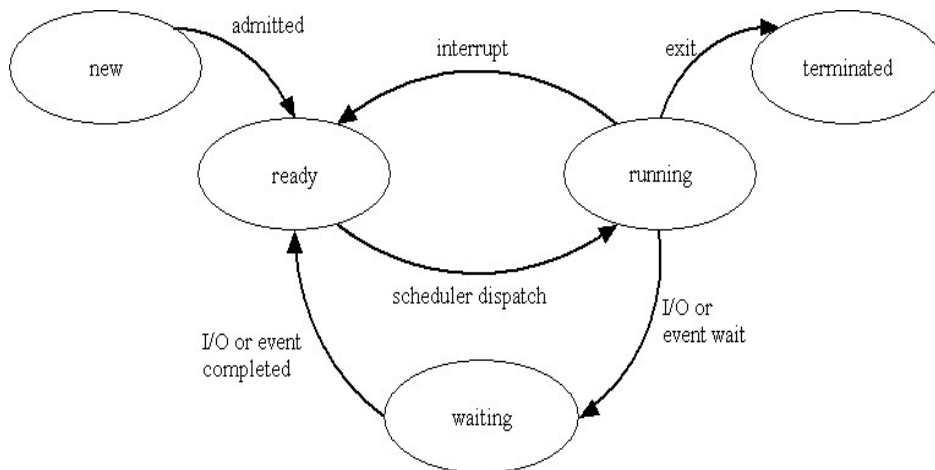 admitted
interrupt
exit
new
terminated
ready
running
scheduler dispatch
I/O or
event wait
I/O or event
completed
waiting